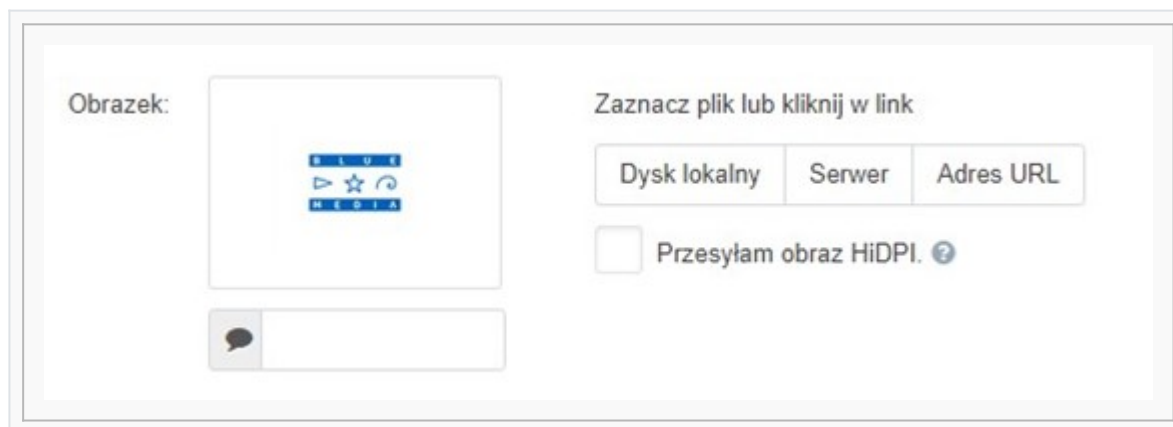 Obrazek:
BLUE
MEDIA
Zaznacz plik lub kliknij w link
Dysk lokalny Serwer Adres URL
Przesyłam obraz HiDPI. ?